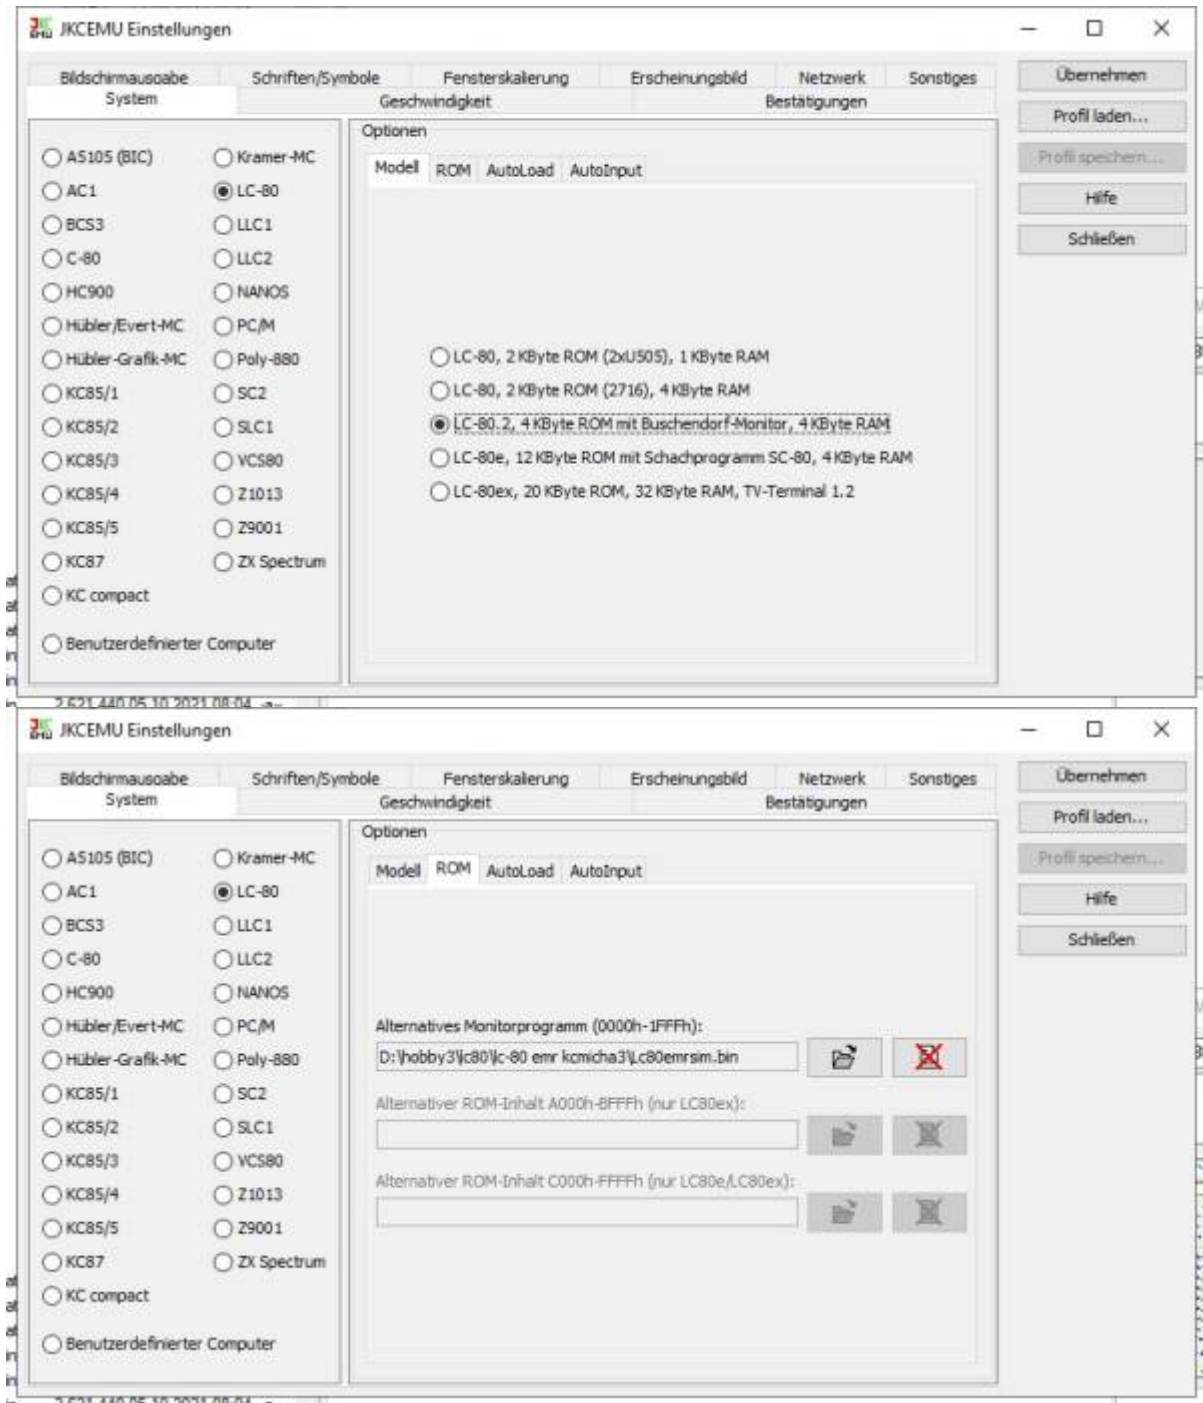 JKCEMU Einstellungen
Bildschirmausgabe Schriften/Symbole Fensterskalierung Erscheinungsbild Netzwerk Sonstiges
System Geschwindigkeit Bestätigungen
Übernehmen
Profil laden...
Profil speichern...
Hilfe
Schließen
A5105 (BIC) Kramer-MC
AC1 LC-80
BCS3 LLC1
C-80 LLC2
HC900 NANOS
Hübler/Evert-MC PC/M
Hübler-Grafik-MC Poly-880
KC85/1 SC2
KC85/2 SLC1
KC85/3 VCS80
KC85/4 Z1013
KC85/5 Z9001
KC87 ZX Spectrum
KC compact
Benutzerdefinierter Computer
Optionen
Modell ROM AutoLoad AutoInput
LC-80, 2 KByte ROM (2xU505), 1 KByte RAM
LC-80, 2 KByte ROM (2716), 4 KByte RAM
LC-80.2, 4 KByte ROM mit Buschendorf-Monitor, 4 KByte RAM
LC-80e, 12 KByte ROM mit Schachprogramm SC-80, 4 KByte RAM
LC-80ex, 20 KByte ROM, 32 KByte RAM, TV-Terminal 1.2
2.621.440 05.10.2021 08:04 -a--
JKCEMU Einstellungen
Bildschirmausgabe Schriften/Symbole Fensterskalierung Erscheinungsbild Netzwerk Sonstiges
System Geschwindigkeit Bestätigungen
Übernehmen
Profil laden...
Profil speichern...
Hilfe
Schließen
A5105 (BIC) Kramer-MC
AC1 LC-80
BCS3 LLC1
C-80 LLC2
HC900 NANOS
Hübler/Evert-MC PC/M
Hübler-Grafik-MC Poly-880
KC85/1 SC2
KC85/2 SLC1
KC85/3 VCS80
KC85/4 Z1013
KC85/5 Z9001
KC87 ZX Spectrum
KC compact
Benutzerdefinierter Computer
Optionen
Modell ROM AutoLoad AutoInput
Alternatives Monitorprogramm (0000h-1FFFh):
D:\hobby3\lc80\lc-80 emr kcmicha3\Lc80emrsim.bin
Alternativer ROM-Inhalt A000h-BFFFh (nur LC80ex):
Alternativer ROM-Inhalt C000h-FFFFh (nur LC80e/LC80ex):